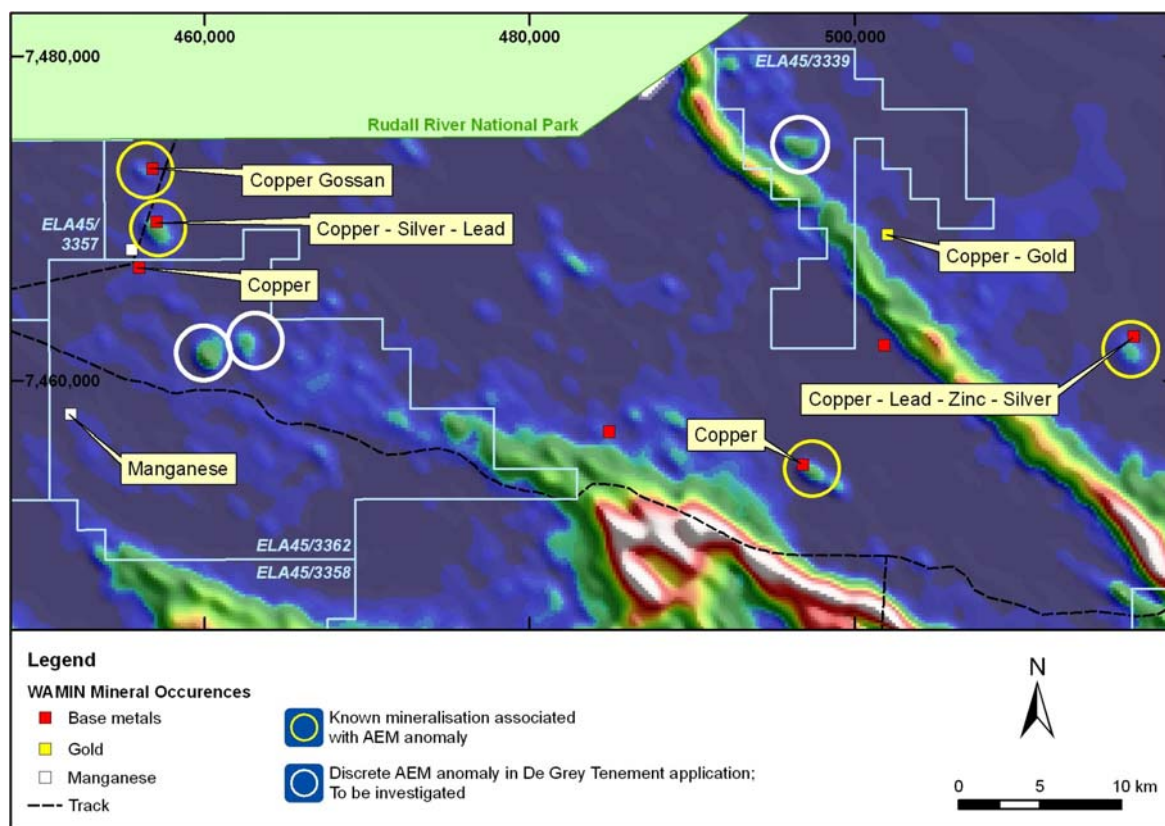 460,000
480,000
500,000
7,480,000
ELA45/3339
Rudall River National Park
Copper Gossan
ELA45/
3357
Copper - Silver - Lead
Copper - Gold
Copper
7,460,000
Copper - Lead - Zinc - Silver
Copper
Manganese
ELA45/3362
ELA45/3358
Legend
WAMIN Mineral Occurences
Base metals
Gold
Manganese
Track
Known mineralisation associated
with AEM anomaly
Discrete AEM anomaly in De Grey Tenement application;
To be investigated
N
0 5 10 km